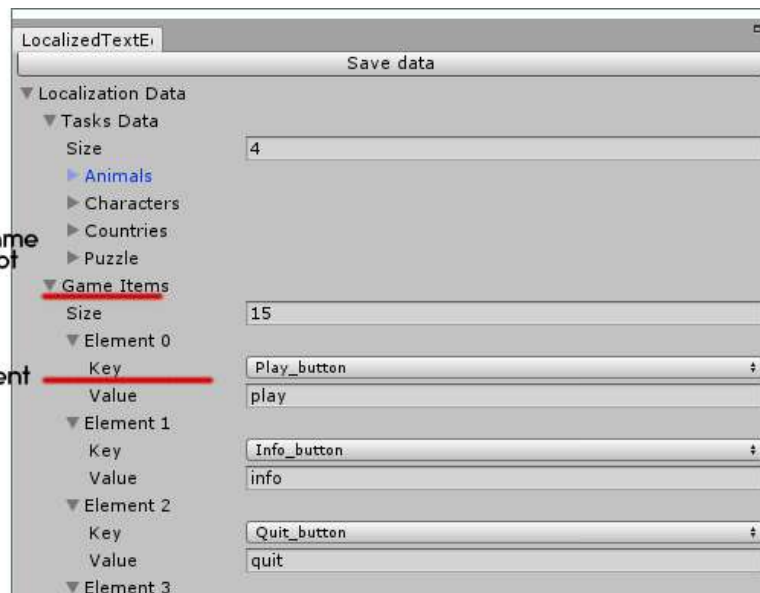 LocalizedTextE
Save data
Localization Data
Tasks Data
Size 4
Animals
Characters
Countries
Puzzle
Game Items
Size 15
Element 0
Key Play_button
Value play
Element 1
Key Info_button
Value info
Element 2
Key Quit_button
Value quit
Element 3